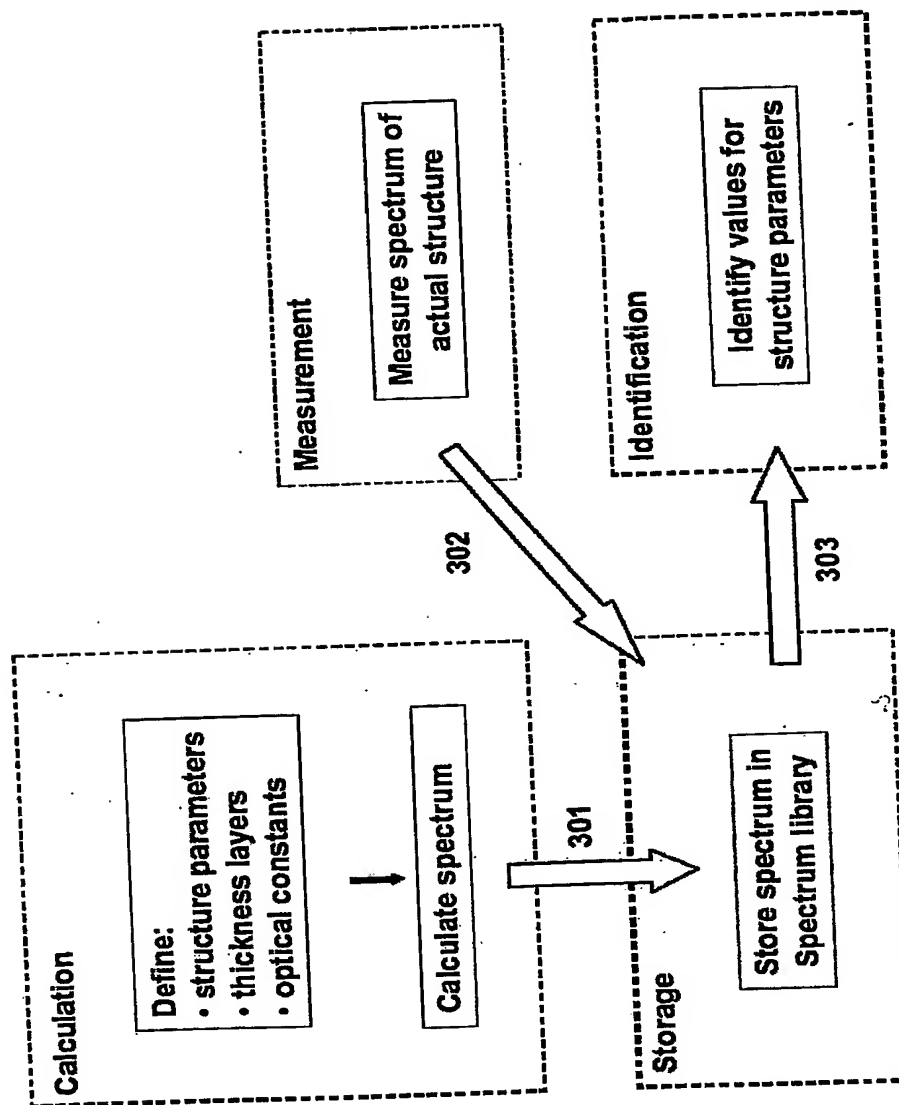 Calculation
Define:
• structure parameters
• thickness layers
• optical constants
Calculate spectrum
301
Measurement
Measure spectrum of
actual structure
302
Storage
Store spectrum in
Spectrum library
303
Identification
Identify values for
structure parameters